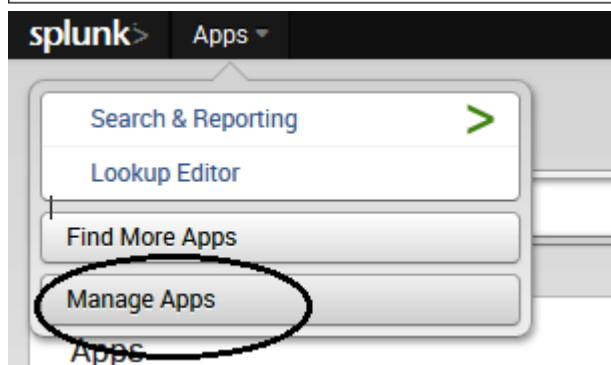 splunk> Apps
Search & Reporting >
Lookup Editor
Find More Apps
Manage Apps
Apps